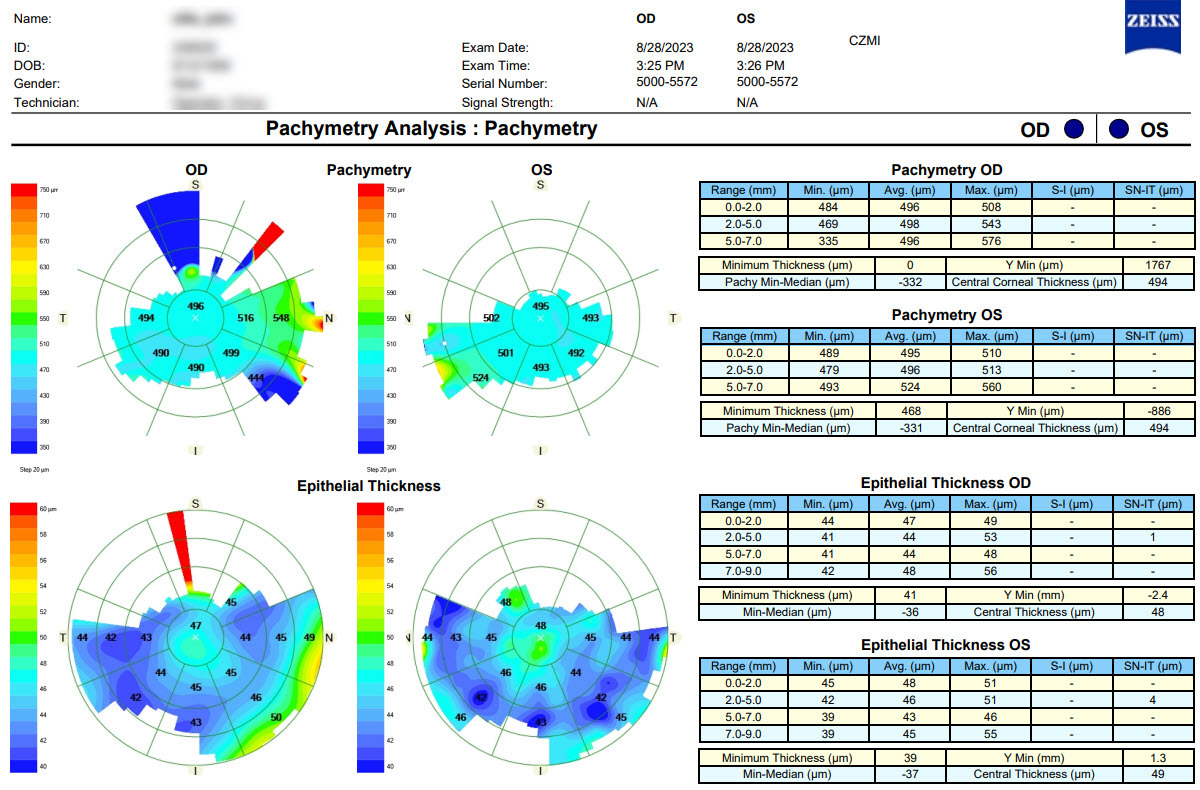 Name:
OD OS
ZEISS
ID:
Exam Date: 8/28/2023 8/28/2023 CZMI
DOB:
Exam Time: 3:25 PM 3:26 PM
Gender:
Serial Number: 5000-5572 5000-5572
Technician:
Signal Strength: N/A N/A
Pachymetry Analysis : Pachymetry
OD OS
OD Pachymetry OS
750 µm
710
670
630
590
550
510
470
430
390
350
Step 20 µm
S
T
N
I
496
494
516
548
490
499
490
444
750 µm
710
670
630
590
550
510
470
430
390
350
Step 20 µm
S
N
T
I
495
502
493
501
492
493
524
Pachymetry OD
Range (mm) Min. (µm) Avg. (µm) Max. (µm) S-I (µm) SN-IT (µm)
0.0-2.0 484 496 508 - -
2.0-5.0 469 498 543 - -
5.0-7.0 335 496 576 - -
Minimum Thickness (µm) 0 Y Min (µm) 1767
Pachy Min-Median (µm) -332 Central Corneal Thickness (µm) 494
Pachymetry OS
Range (mm) Min. (µm) Avg. (µm) Max. (µm) S-I (µm) SN-IT (µm)
0.0-2.0 489 495 510 - -
2.0-5.0 479 496 513 - -
5.0-7.0 493 524 560 - -
Minimum Thickness (µm) 468 Y Min (µm) -886
Pachy Min-Median (µm) -331 Central Corneal Thickness (µm) 494
Epithelial Thickness
60 µm
58
56
54
52
50
48
46
44
42
40
S
T
N
I
45
47
44 42 43 44 45 49
44 45
45
42 46
43 50
60 µm
58
56
54
52
50
48
46
44
42
40
S
N
T
I
48
48
44 43 45 45 44 44
46 44
46
42 42
46 43 45
Epithelial Thickness OD
Range (mm) Min. (µm) Avg. (µm) Max. (µm) S-I (µm) SN-IT (µm)
0.0-2.0 44 47 49 - -
2.0-5.0 41 44 53 - 1
5.0-7.0 41 44 48 - -
7.0-9.0 42 48 56 - -
Minimum Thickness (µm) 41 Y Min (mm) -2.4
Min-Median (µm) -36 Central Thickness (µm) 48
Epithelial Thickness OS
Range (mm) Min. (µm) Avg. (µm) Max. (µm) S-I (µm) SN-IT (µm)
0.0-2.0 45 48 51 - -
2.0-5.0 42 46 51 - 4
5.0-7.0 39 43 46 - -
7.0-9.0 39 45 55 - -
Minimum Thickness (µm) 39 Y Min (mm) 1.3
Min-Median (µm) -37 Central Thickness (µm) 49